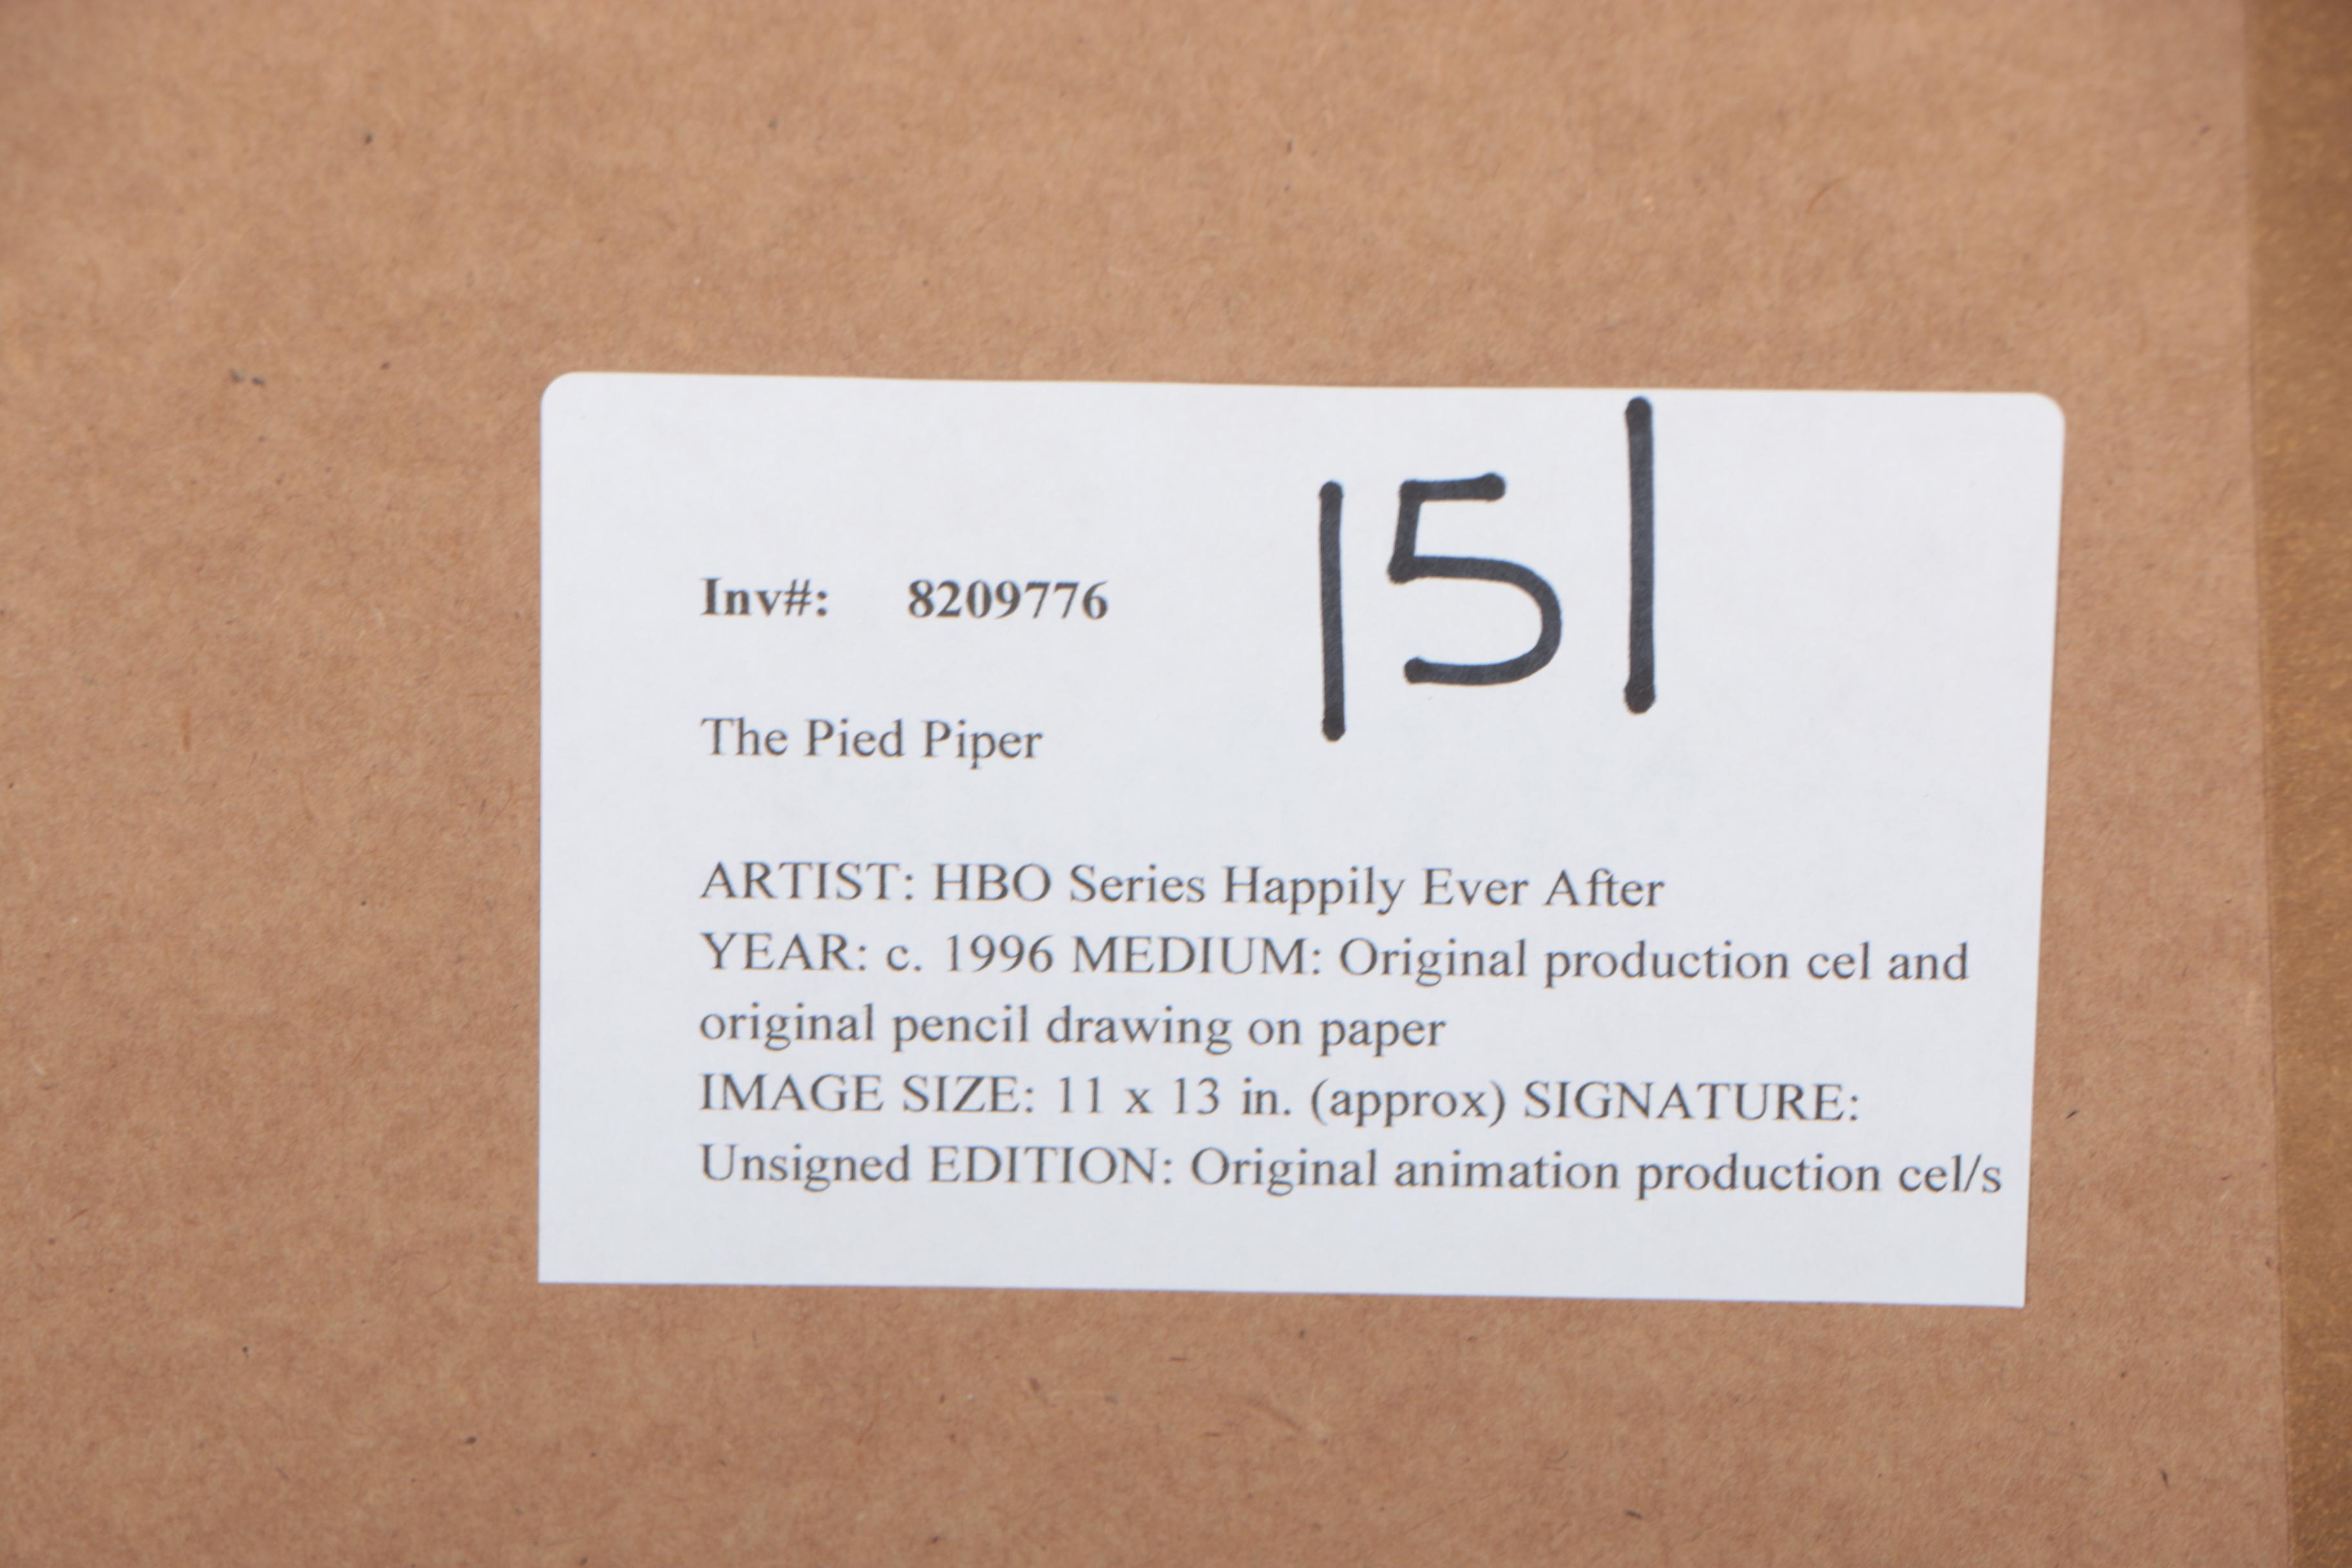 151
Inv#: 8209776
The Pied Piper
ARTIST: HBO Series Happily Ever After
YEAR: c. 1996 MEDIUM: Original production cel and
original pencil drawing on paper
IMAGE SIZE: 11 x 13 in. (approx) SIGNATURE:
Unsigned EDITION: Original animation production cel/s